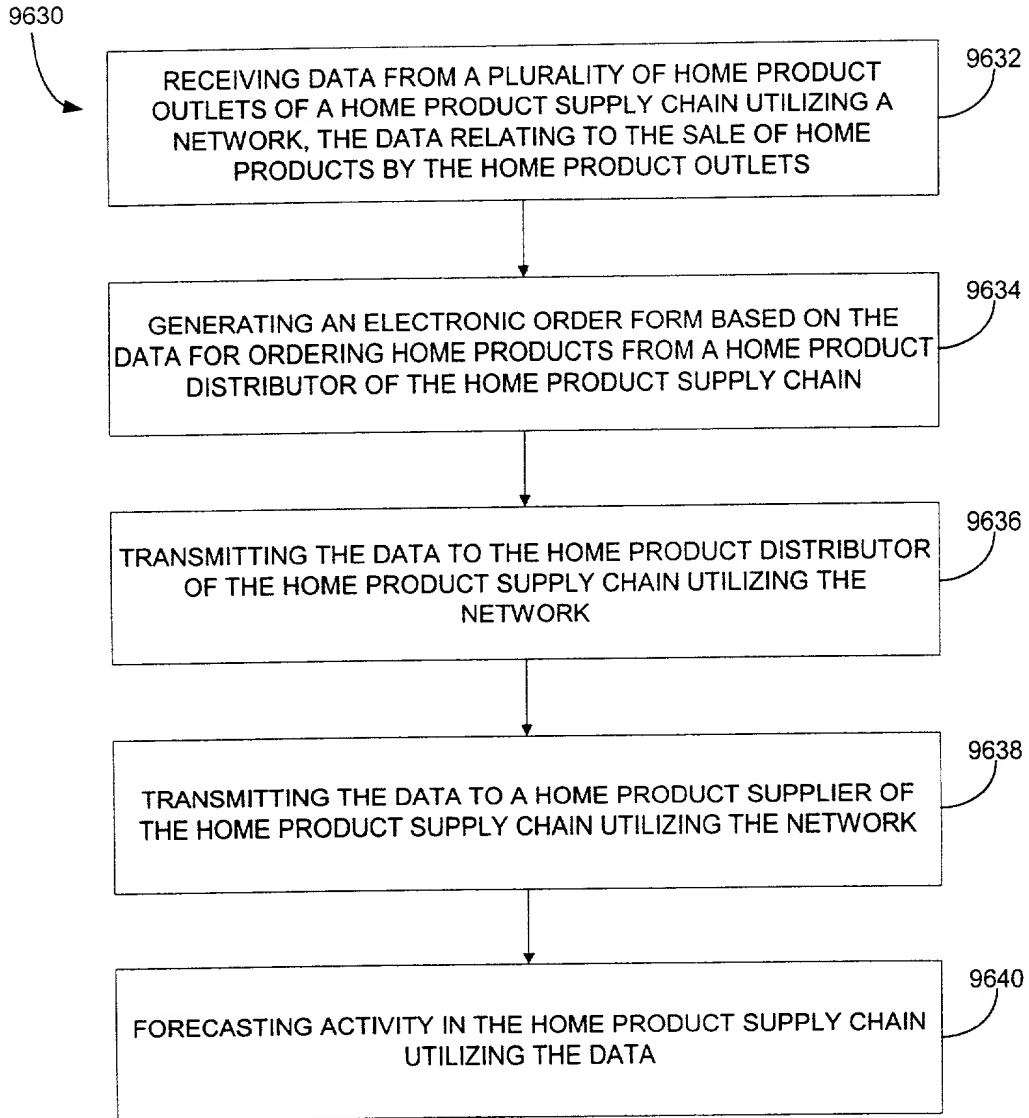 9630
9632
RECEIVING DATA FROM A PLURALITY OF HOME PRODUCT
OUTLETS OF A HOME PRODUCT SUPPLY CHAIN UTILIZING A
NETWORK, THE DATA RELATING TO THE SALE OF HOME
PRODUCTS BY THE HOME PRODUCT OUTLETS
9634
GENERATING AN ELECTRONIC ORDER FORM BASED ON THE
DATA FOR ORDERING HOME PRODUCTS FROM A HOME PRODUCT
DISTRIBUTOR OF THE HOME PRODUCT SUPPLY CHAIN
9636
TRANSMITTING THE DATA TO THE HOME PRODUCT DISTRIBUTOR
OF THE HOME PRODUCT SUPPLY CHAIN UTILIZING THE
NETWORK
9638
TRANSMITTING THE DATA TO A HOME PRODUCT SUPPLIER OF
THE HOME PRODUCT SUPPLY CHAIN UTILIZING THE NETWORK
9640
FORECASTING ACTIVITY IN THE HOME PRODUCT SUPPLY CHAIN
UTILIZING THE DATA